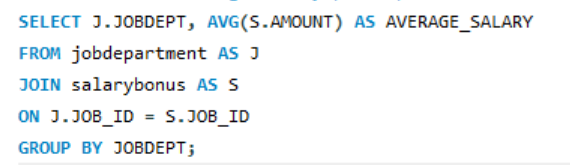 SELECT J.JOBDEPT, AVG(S.AMOUNT) AS AVERAGE_SALARY
FROM jobdepartment AS J
JOIN salarybonus AS S
ON J.JOB_ID = S.JOB_ID
GROUP BY JOBDEPT;